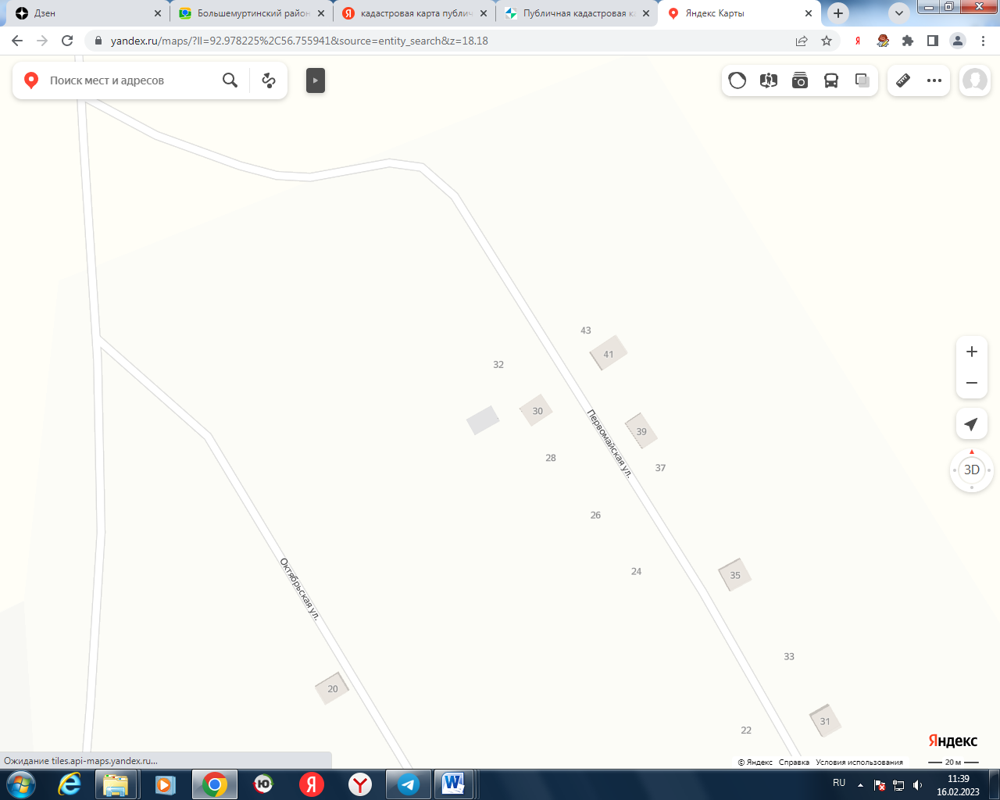 Дзен
Большемуртинский район
кадастровая карта публич
Публичная кадастровая ка
Яндекс Карты
yandex.ru/maps/?ll=92.978225%2C56.755941&source=entity_search&z=18.18
Поиск мест и адресов
43
41
32
30
Первомайская ул.
39
28
37
3D
26
Октябрьская ул.
24
35
33
20
31
22
Яндекс
Ожидание tiles.api-maps.yandex.ru...
© Яндекс Справка Условия использования
20 м
RU
11:39
16.02.2023